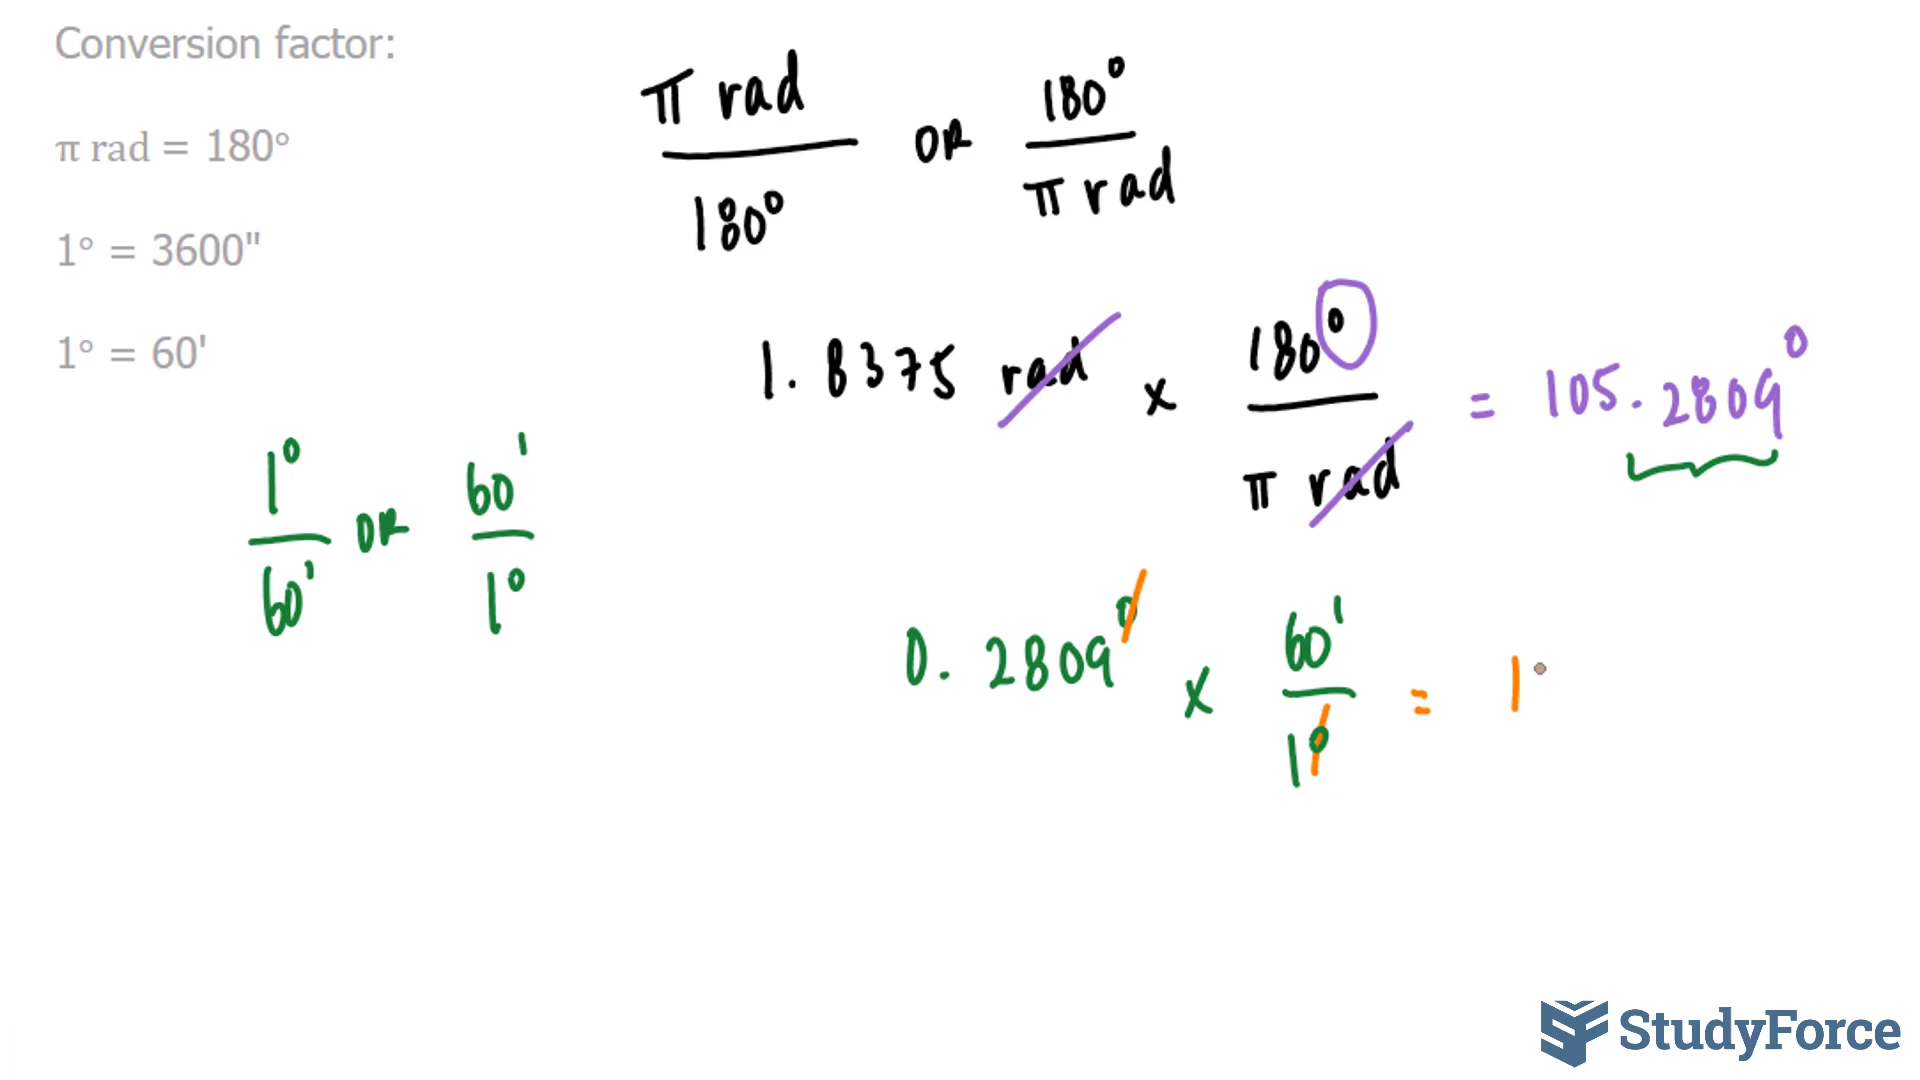 Conversion factor:
π rad = 180°
1° = 3600"
1° = 60'
π rad / 180° OR 180° / π rad
1.8375 rad x 180° / π rad = 105.2809°
1° / 60' OR 60' / 1°
0.2809° x 60' / 1° = 1
StudyForce